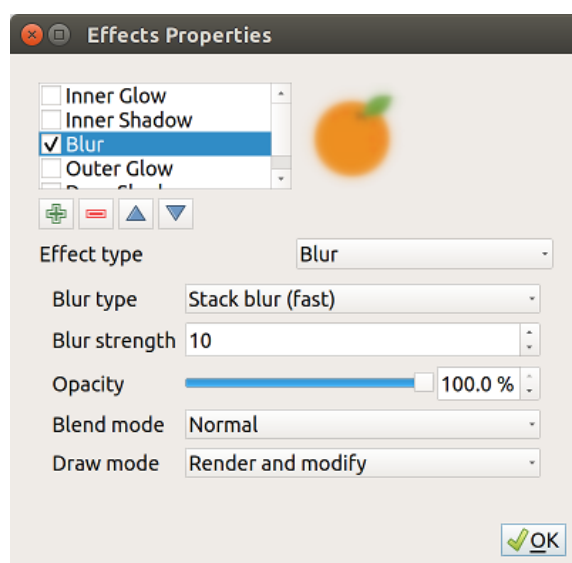 Effects Properties
Inner Glow
Inner Shadow
Blur
Outer Glow
Effect type Blur
Blur type Stack blur (fast)
Blur strength 10
Opacity 100.0 %
Blend mode Normal
Draw mode Render and modify
OK